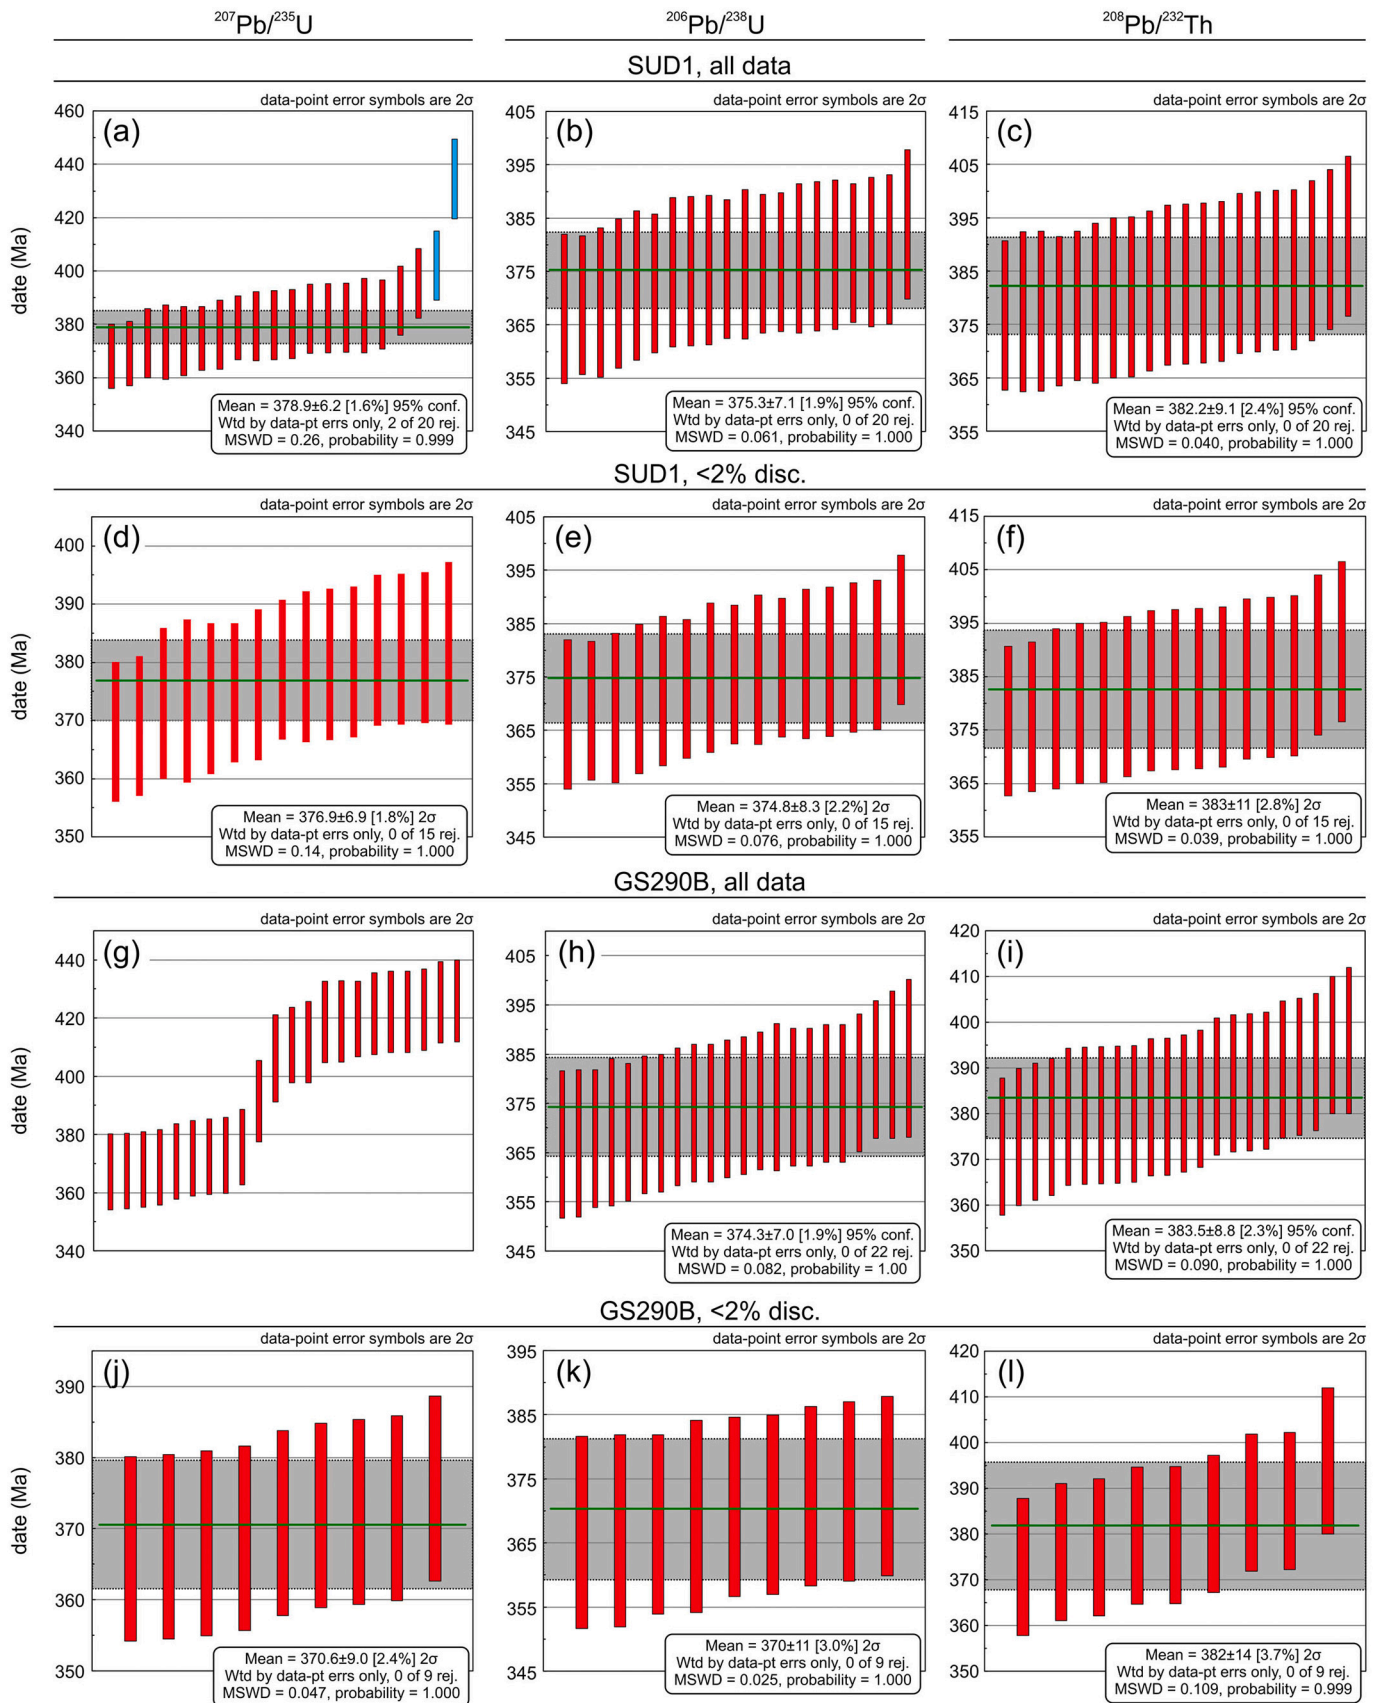 ²⁰⁷Pb/²³⁵U
²⁰⁶Pb/²³⁸U
²⁰⁸Pb/²³²Th
SUD1, all data
data-point error symbols are 2σ
(a)
date (Ma)
460
440
420
400
380
360
340
Mean = 378.9±6.2 [1.6%] 95% conf.
Wtd by data-pt errs only, 2 of 20 rej.
MSWD = 0.26, probability = 0.999
data-point error symbols are 2σ
(b)
405
395
385
375
365
355
345
Mean = 375.3±7.1 [1.9%] 95% conf.
Wtd by data-pt errs only, 0 of 20 rej.
MSWD = 0.061, probability = 1.000
data-point error symbols are 2σ
(c)
415
405
395
385
375
365
355
Mean = 382.2±9.1 [2.4%] 95% conf.
Wtd by data-pt errs only, 0 of 20 rej.
MSWD = 0.040, probability = 1.000
SUD1, <2% disc.
data-point error symbols are 2σ
(d)
date (Ma)
400
390
380
370
360
350
Mean = 376.9±6.9 [1.8%] 2σ
Wtd by data-pt errs only, 0 of 15 rej.
MSWD = 0.14, probability = 1.000
data-point error symbols are 2σ
(e)
405
395
385
375
365
355
345
Mean = 374.8±8.3 [2.2%] 2σ
Wtd by data-pt errs only, 0 of 15 rej.
MSWD = 0.076, probability = 1.000
data-point error symbols are 2σ
(f)
415
405
395
385
375
365
355
Mean = 383±11 [2.8%] 2σ
Wtd by data-pt errs only, 0 of 15 rej.
MSWD = 0.039, probability = 1.000
GS290B, all data
data-point error symbols are 2σ
(g)
date (Ma)
440
420
400
380
360
340
data-point error symbols are 2σ
(h)
405
395
385
375
365
355
345
Mean = 374.3±7.0 [1.9%] 95% conf.
Wtd by data-pt errs only, 0 of 22 rej.
MSWD = 0.082, probability = 1.00
data-point error symbols are 2σ
(i)
420
410
400
390
380
370
360
350
Mean = 383.5±8.8 [2.3%] 95% conf.
Wtd by data-pt errs only, 0 of 22 rej.
MSWD = 0.090, probability = 1.000
GS290B, <2% disc.
data-point error symbols are 2σ
(j)
date (Ma)
390
380
370
360
350
Mean = 370.6±9.0 [2.4%] 2σ
Wtd by data-pt errs only, 0 of 9 rej.
MSWD = 0.047, probability = 1.000
data-point error symbols are 2σ
(k)
395
385
375
365
355
345
Mean = 370±11 [3.0%] 2σ
Wtd by data-pt errs only, 0 of 9 rej.
MSWD = 0.025, probability = 1.000
data-point error symbols are 2σ
(l)
420
410
400
390
380
370
360
350
Mean = 382±14 [3.7%] 2σ
Wtd by data-pt errs only, 0 of 9 rej.
MSWD = 0.109, probability = 0.999